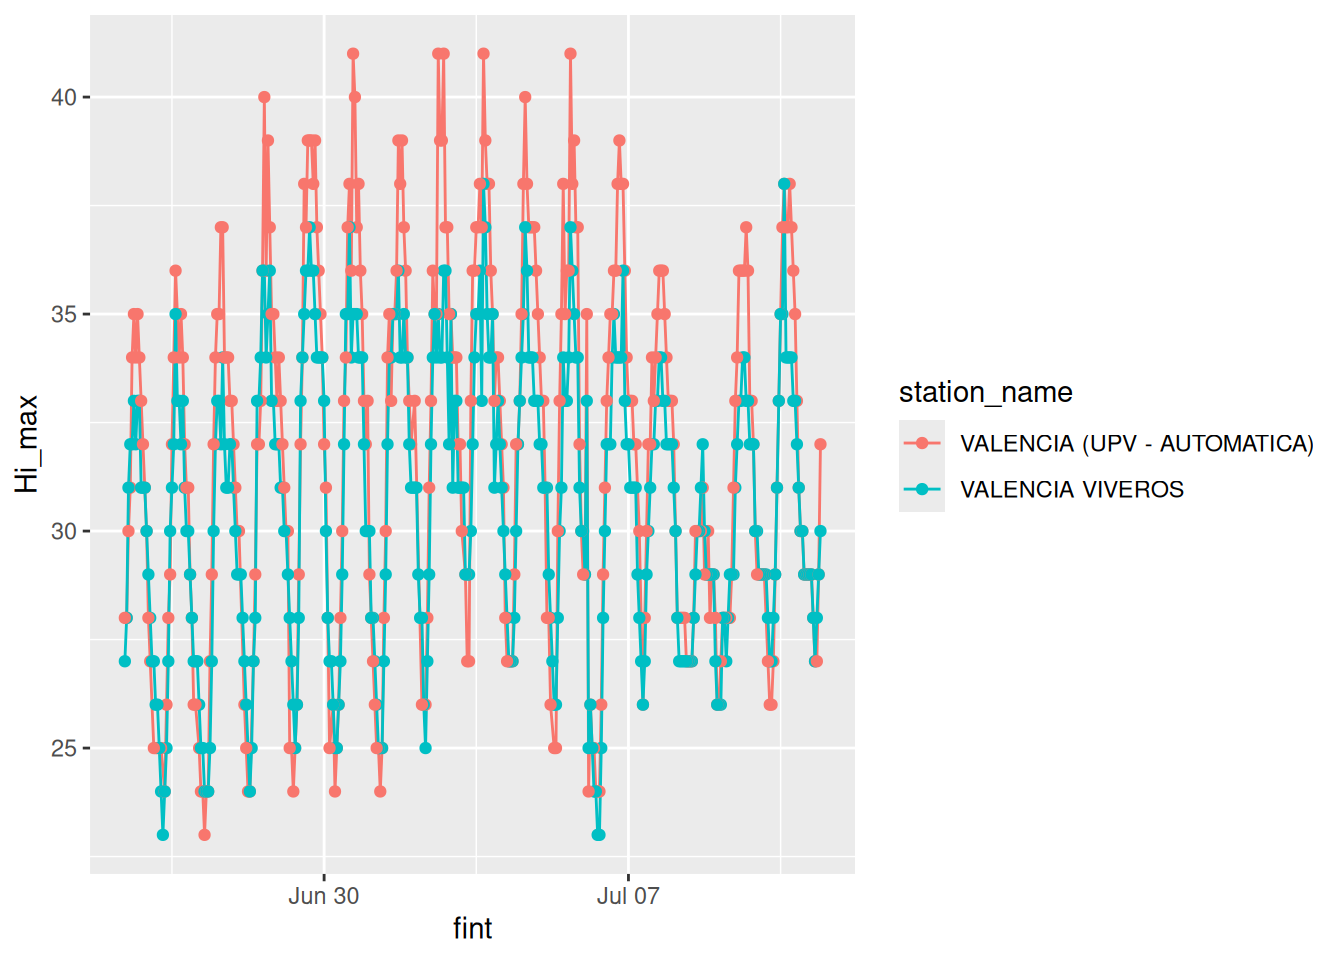 Hi_max
40
35
30
25
Jun 30
Jul 07
fint
station_name
VALENCIA (UPV - AUTOMATICA)
VALENCIA VIVEROS